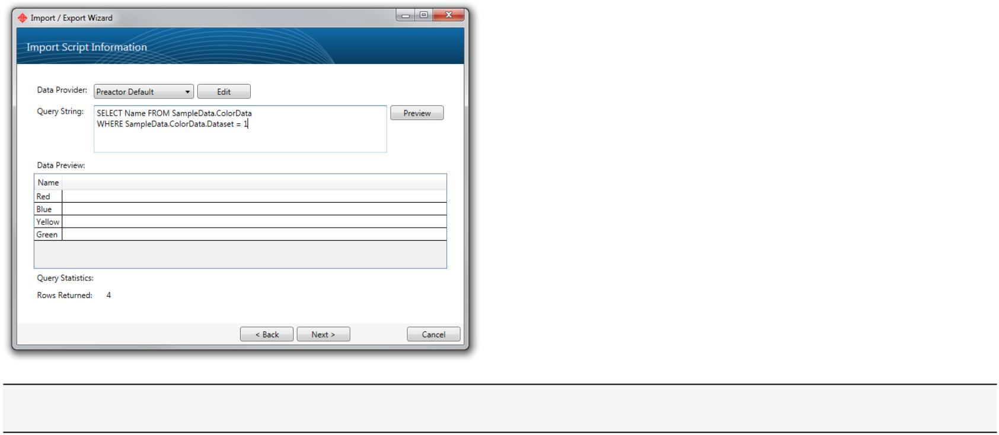 Import / Export Wizard
Import Script Information
Data Provider: Preactor Default Edit
Query String: SELECT Name FROM SampleData.ColorData
WHERE SampleData.ColorData.Dataset = 1
Preview
Data Preview:
Name
Red
Blue
Yellow
Green
Query Statistics:
Rows Returned: 4
< Back Next > Cancel